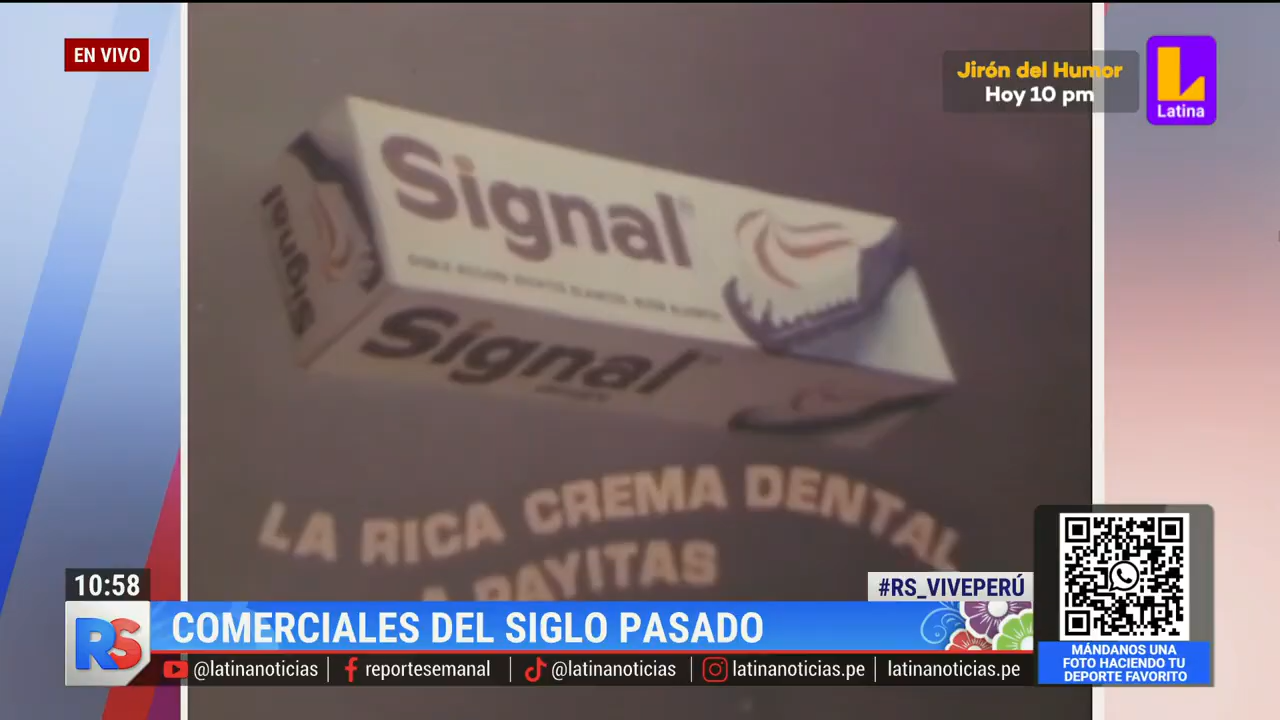 EN VIVO
Jirón del Humor
Hoy 10 pm
Latina
Signal
Signal
Signal
LA RICA CREMA DENTAL
RAYITAS
10:58
#RS_VIVEPERÚ
RS
COMERCIALES DEL SIGLO PASADO
@latinanoticias
reportesemanal
@latinanoticias
latinanoticias.pe
latinanoticias.pe
MÁNDANOS UNA
FOTO HACIENDO TU
DEPORTE FAVORITO